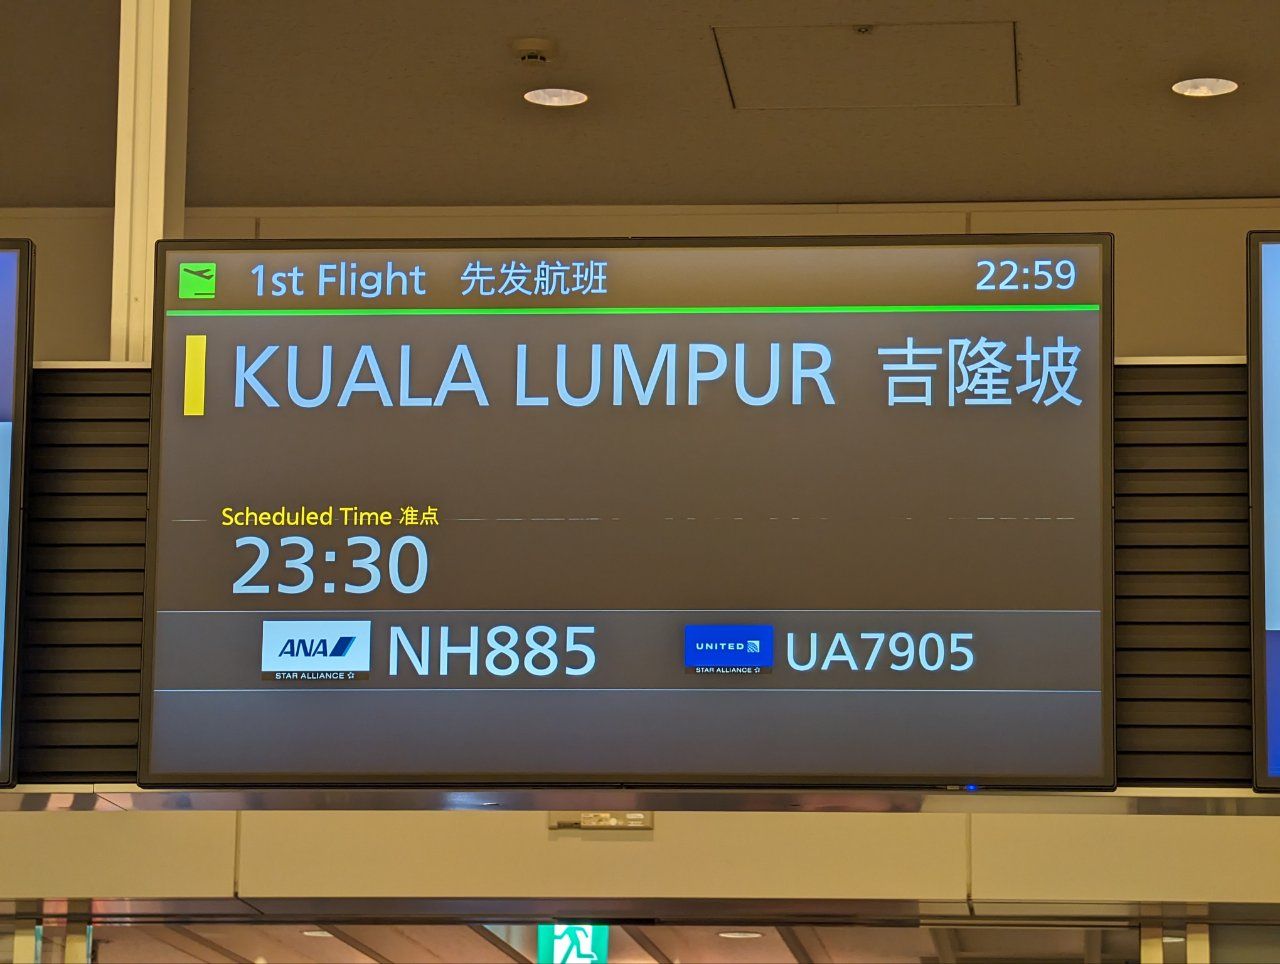 1st Flight 先发航班 22:59
KUALA LUMPUR 吉隆坡
Scheduled Time 准点
23:30
ANA STAR ALLIANCE NH885 UNITED STAR ALLIANCE UA7905